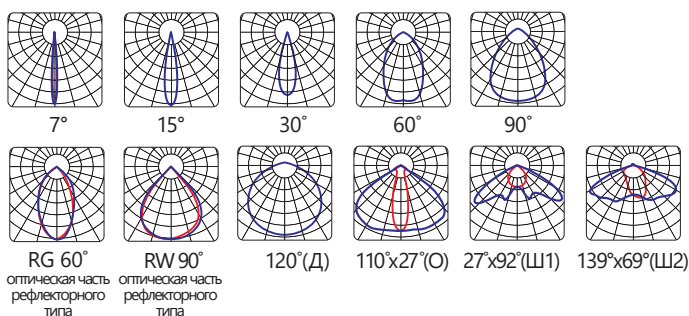 7° 15° 30° 60° 90°
RG 60° RW 90° 120°(Д) 110°x27°(О) 27°x92°(Ш1) 139°x69°(Ш2)
оптическая часть оптическая часть
рефлекторного рефлекторного
типа типа